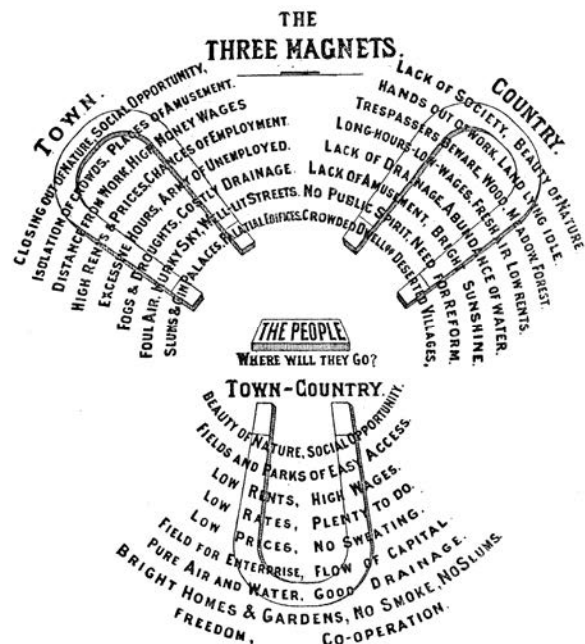 THE
THREE MAGNETS.
TOWN.
CLOSING OUT OF NATURE. SOCIAL OPPORTUNITY.
ISOLATION OF CROWDS. PLACES OF AMUSEMENT.
DISTANCE FROM WORK. HIGH MONEY WAGES
HIGH RENTS & PRICES. CHANCES OF EMPLOYMENT.
EXCESSIVE HOURS, ARMY OF UNEMPLOYED.
FOGS & DROUGHTS. COSTLY DRAINAGE.
FOUL AIR. MURKY SKY. WELL-LIT STREETS.
SLUMS & GIN PALACES. PALATIAL EDIFICES.
COUNTRY.
LACK OF SOCIETY. BEAUTY OF NATURE
HANDS OUT OF WORK. LAND LYING IDLE.
TRESPASSERS BEWARE. WOOD, MEADOW, FOREST.
LONG-HOURS-LOW-WAGES. FRESH AIR LOW RENTS.
LACK OF DRAINAGE. ABUNDANCE OF WATER.
LACK OF AMUSEMENT. BRIGHT SUNSHINE.
NO PUBLIC SPIRIT. NEED FOR REFORM.
CROWDED DWELLINGS. DESERTED VILLAGES,
THE PEOPLE
WHERE WILL THEY GO?
TOWN-COUNTRY.
BEAUTY OF NATURE, SOCIAL OPPORTUNITY.
FIELDS AND PARKS OF EASY ACCESS.
LOW RENTS, HIGH WAGES.
LOW RATES, PLENTY TO DO.
LOW PRICES, NO SWEATING.
FIELD FOR ENTERPRISE, FLOW OF CAPITAL.
PURE AIR AND WATER, GOOD DRAINAGE.
BRIGHT HOMES & GARDENS, NO SMOKE, NO SLUMS.
FREEDOM, CO-OPERATION.